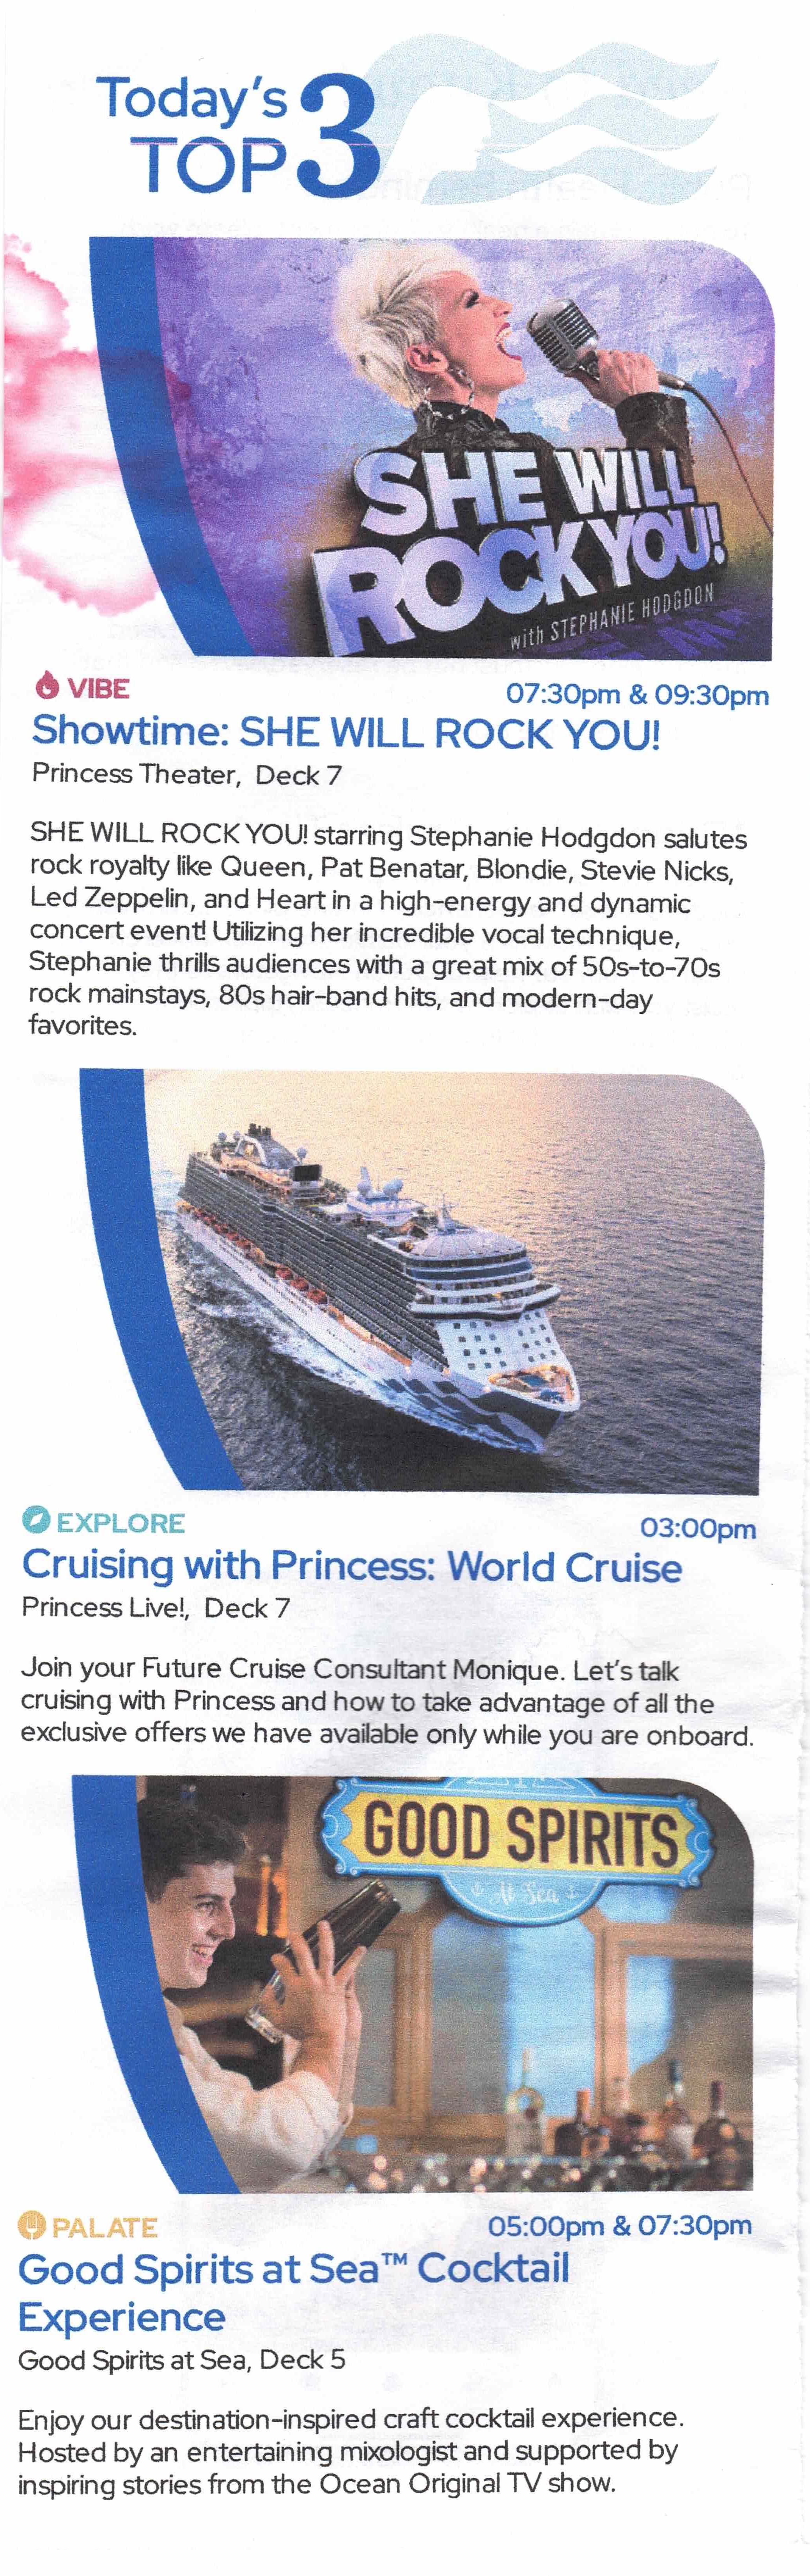 Today's
TOP 3
SHE WILL
ROCK YOU!
with STEPHANIE HODGDON
VIBE
07:30pm & 09:30pm
Showtime: SHE WILL ROCK YOU!
Princess Theater, Deck 7
SHE WILL ROCK YOU! starring Stephanie Hodgdon salutes
rock royalty like Queen, Pat Benatar, Blondie, Stevie Nicks,
Led Zeppelin, and Heart in a high-energy and dynamic
concert event! Utilizing her incredible vocal technique,
Stephanie thrills audiences with a great mix of 50s-to-70s
rock mainstays, 80s hair-band hits, and modern-day
favorites.
EXPLORE
03:00pm
Cruising with Princess: World Cruise
Princess Live!, Deck 7
Join your Future Cruise Consultant Monique. Let's talk
cruising with Princess and how to take advantage of all the
exclusive offers we have available only while you are onboard.
GOOD SPIRITS
At Sea
PALATE
05:00pm & 07:30pm
Good Spirits at Sea™ Cocktail
Experience
Good Spirits at Sea, Deck 5
Enjoy our destination-inspired craft cocktail experience.
Hosted by an entertaining mixologist and supported by
inspiring stories from the Ocean Original TV show.